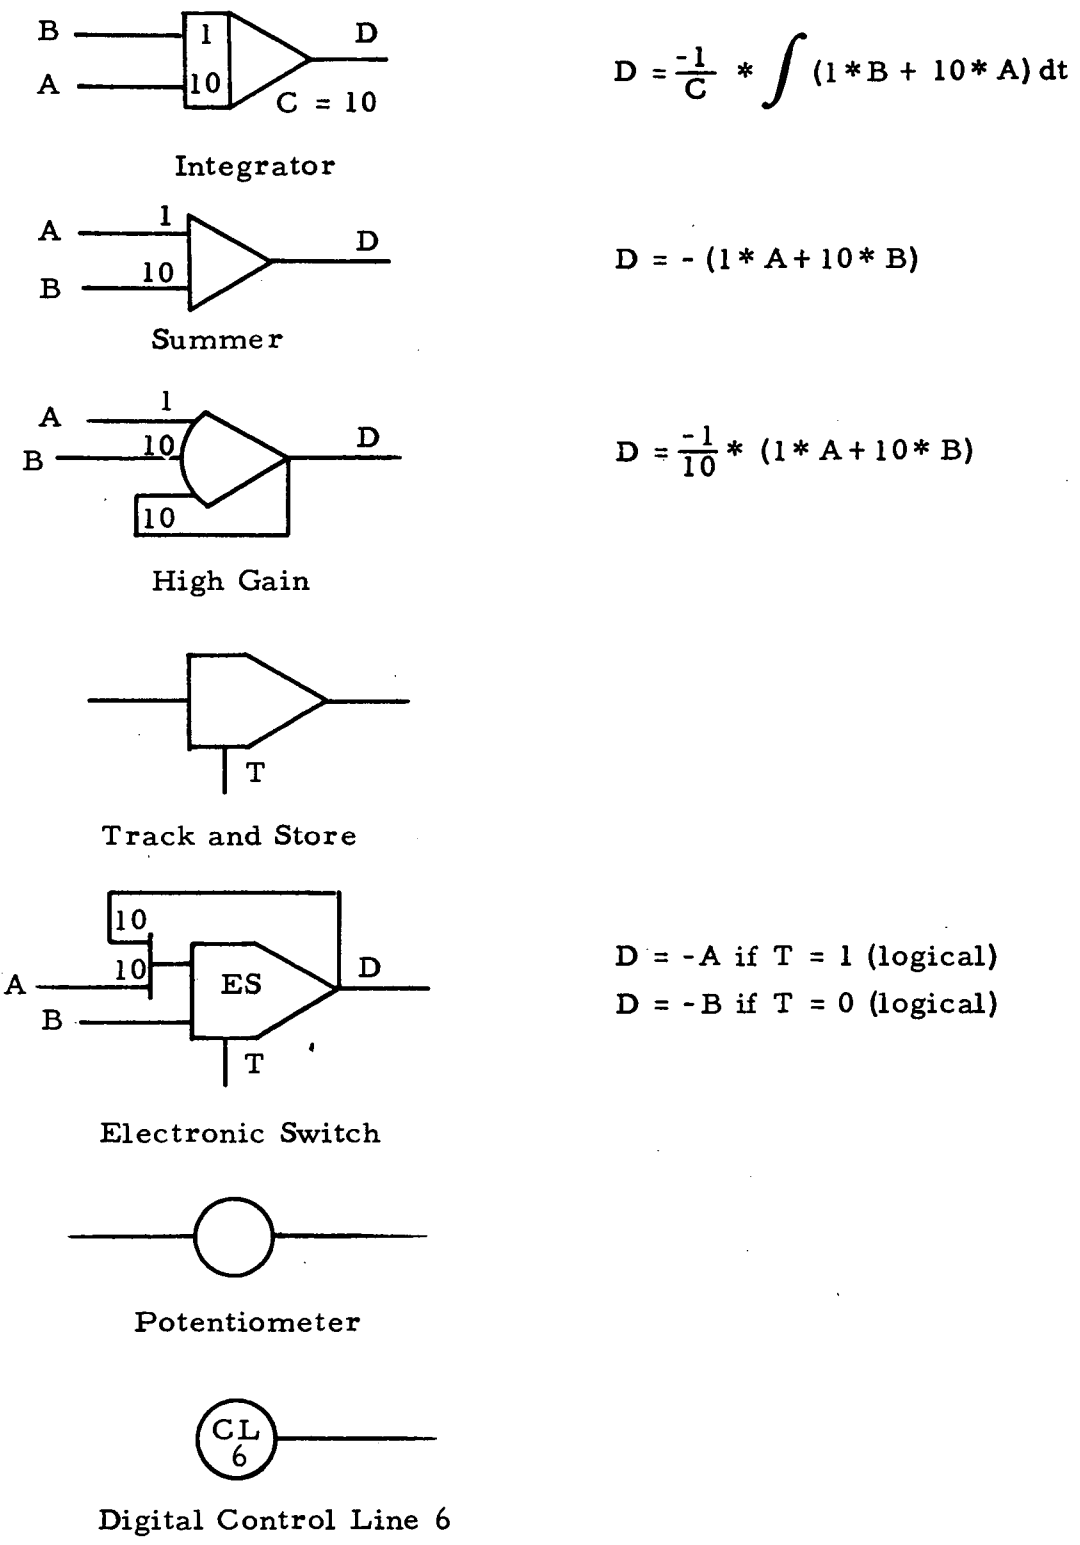 B 1 D
A 10
C = 10
D = -1/C * ∫ (1*B + 10*A) dt
Integrator
A 1 D
B 10
D = - (1*A + 10*B)
Summer
A 1
B 10 D
10
D = -1/10 * (1*A + 10*B)
High Gain
T
Track and Store
10
A 10 ES D
B
T
D = -A if T = 1 (logical)
D = -B if T = 0 (logical)
Electronic Switch
Potentiometer
CL
6
Digital Control Line 6